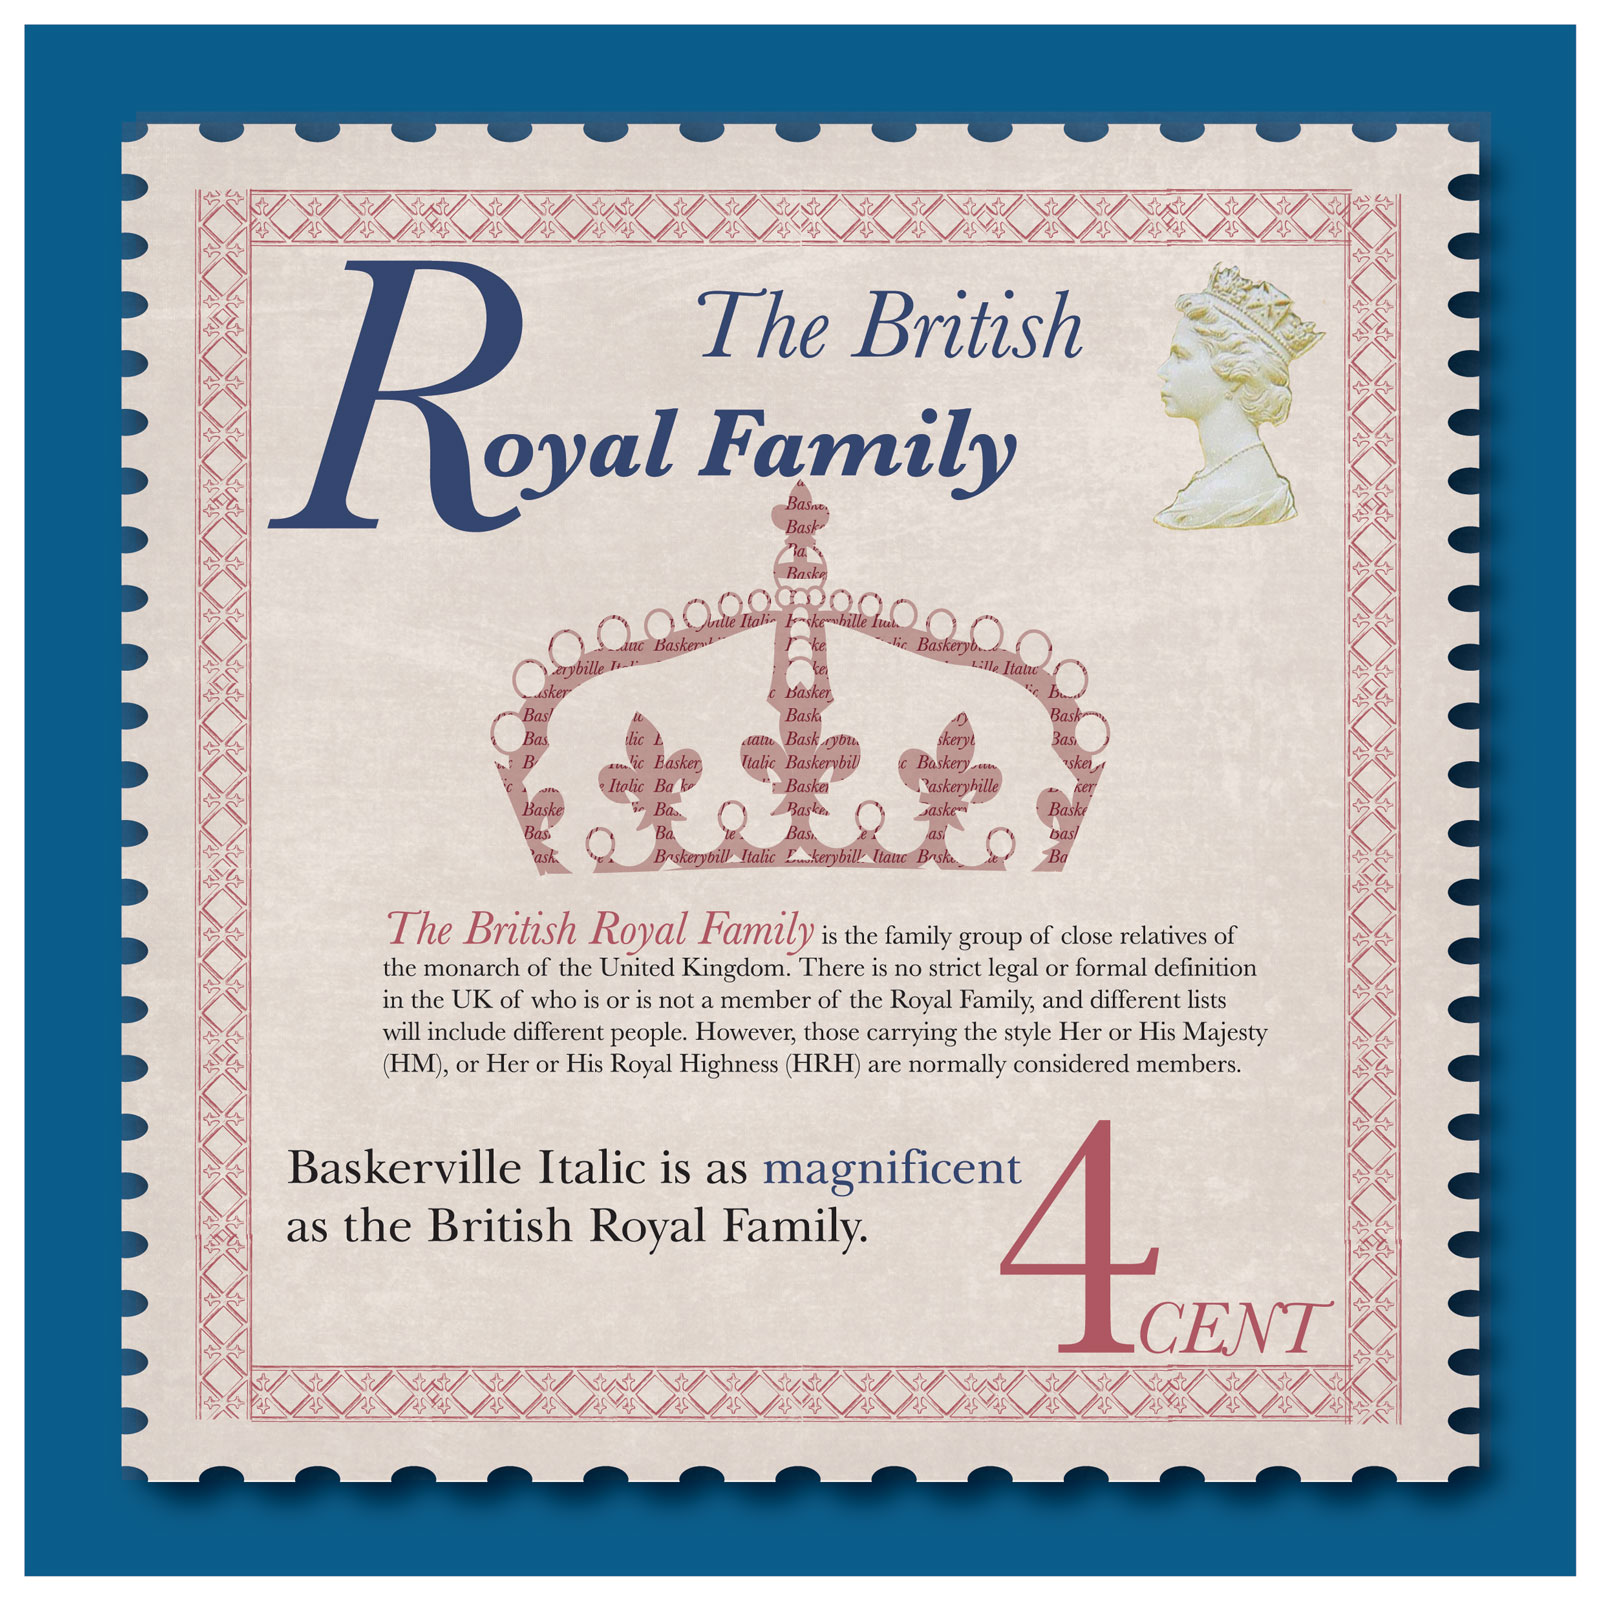 The British
Royal Family
The British Royal Family is the family group of close relatives of
the monarch of the United Kingdom. There is no strict legal or formal definition
in the UK of who is or is not a member of the Royal Family, and different lists
will include different people. However, those carrying the style Her or His Majesty
(HM), or Her or His Royal Highness (HRH) are normally considered members.
Baskerville Italic is as magnificent
as the British Royal Family.
4 CENT